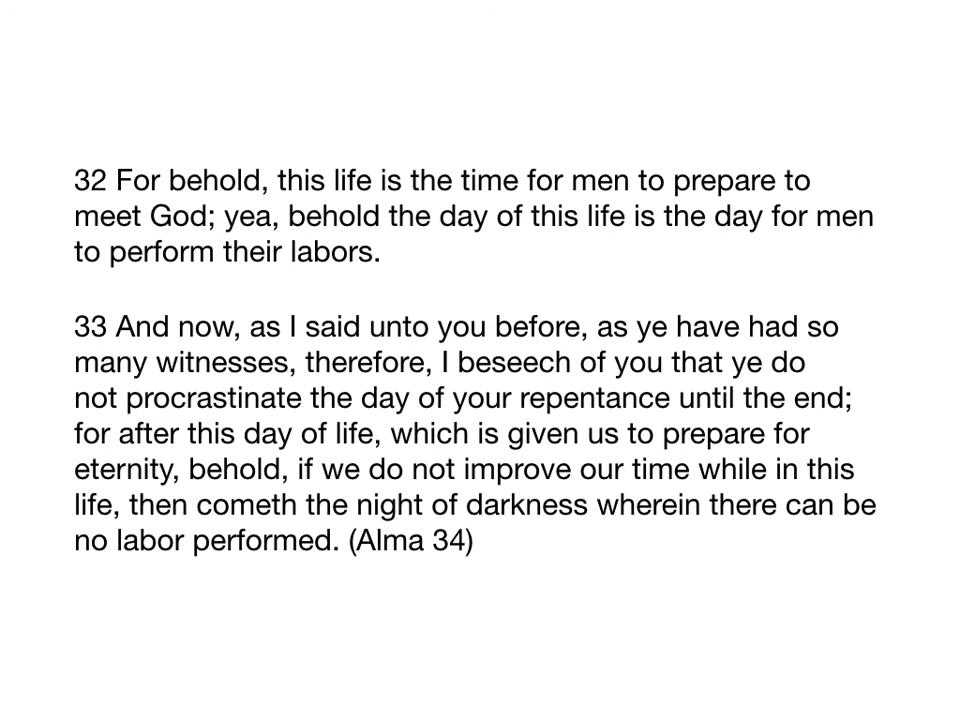 32 For behold, this life is the time for men to prepare to
meet God; yea, behold the day of this life is the day for men
to perform their labors.
33 And now, as I said unto you before, as ye have had so
many witnesses, therefore, I beseech of you that ye do
not procrastinate the day of your repentance until the end;
for after this day of life, which is given us to prepare for
eternity, behold, if we do not improve our time while in this
life, then cometh the night of darkness wherein there can be
no labor performed. (Alma 34)